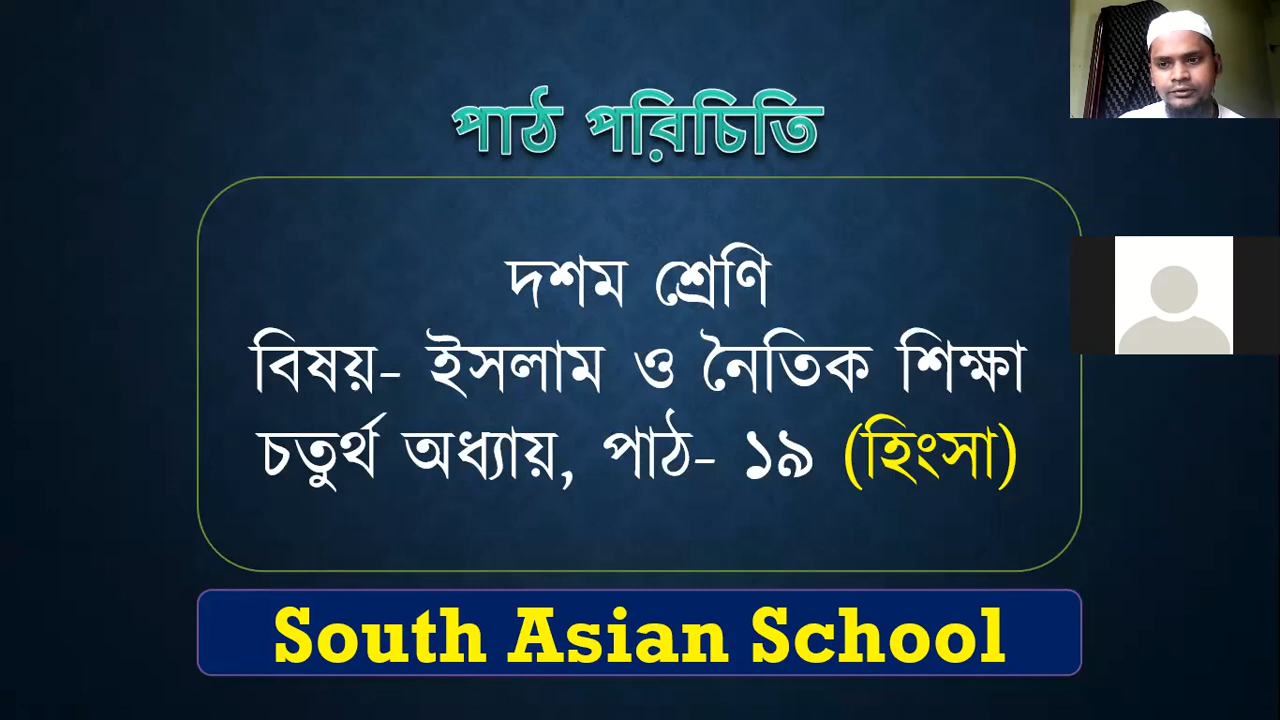 পাঠ পরিচিতি
দশম শ্রেণি
বিষয়- ইসলাম ও নৈতিক শিক্ষা
চতুর্থ অধ্যায়, পাঠ- ১৯ (হিংসা)
South Asian School